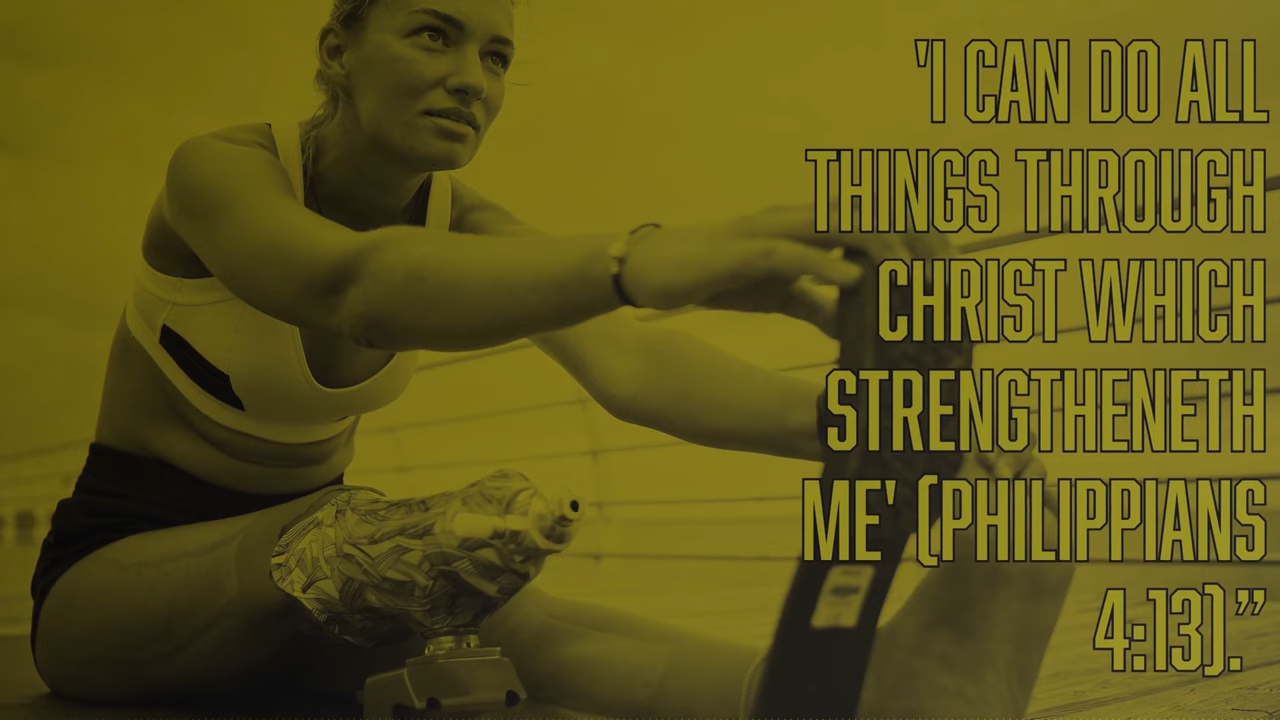 'I CAN DO ALL
THINGS THROUGH
CHRIST WHICH
STRENGTHENETH
ME' (PHILIPPIANS
4:13).”